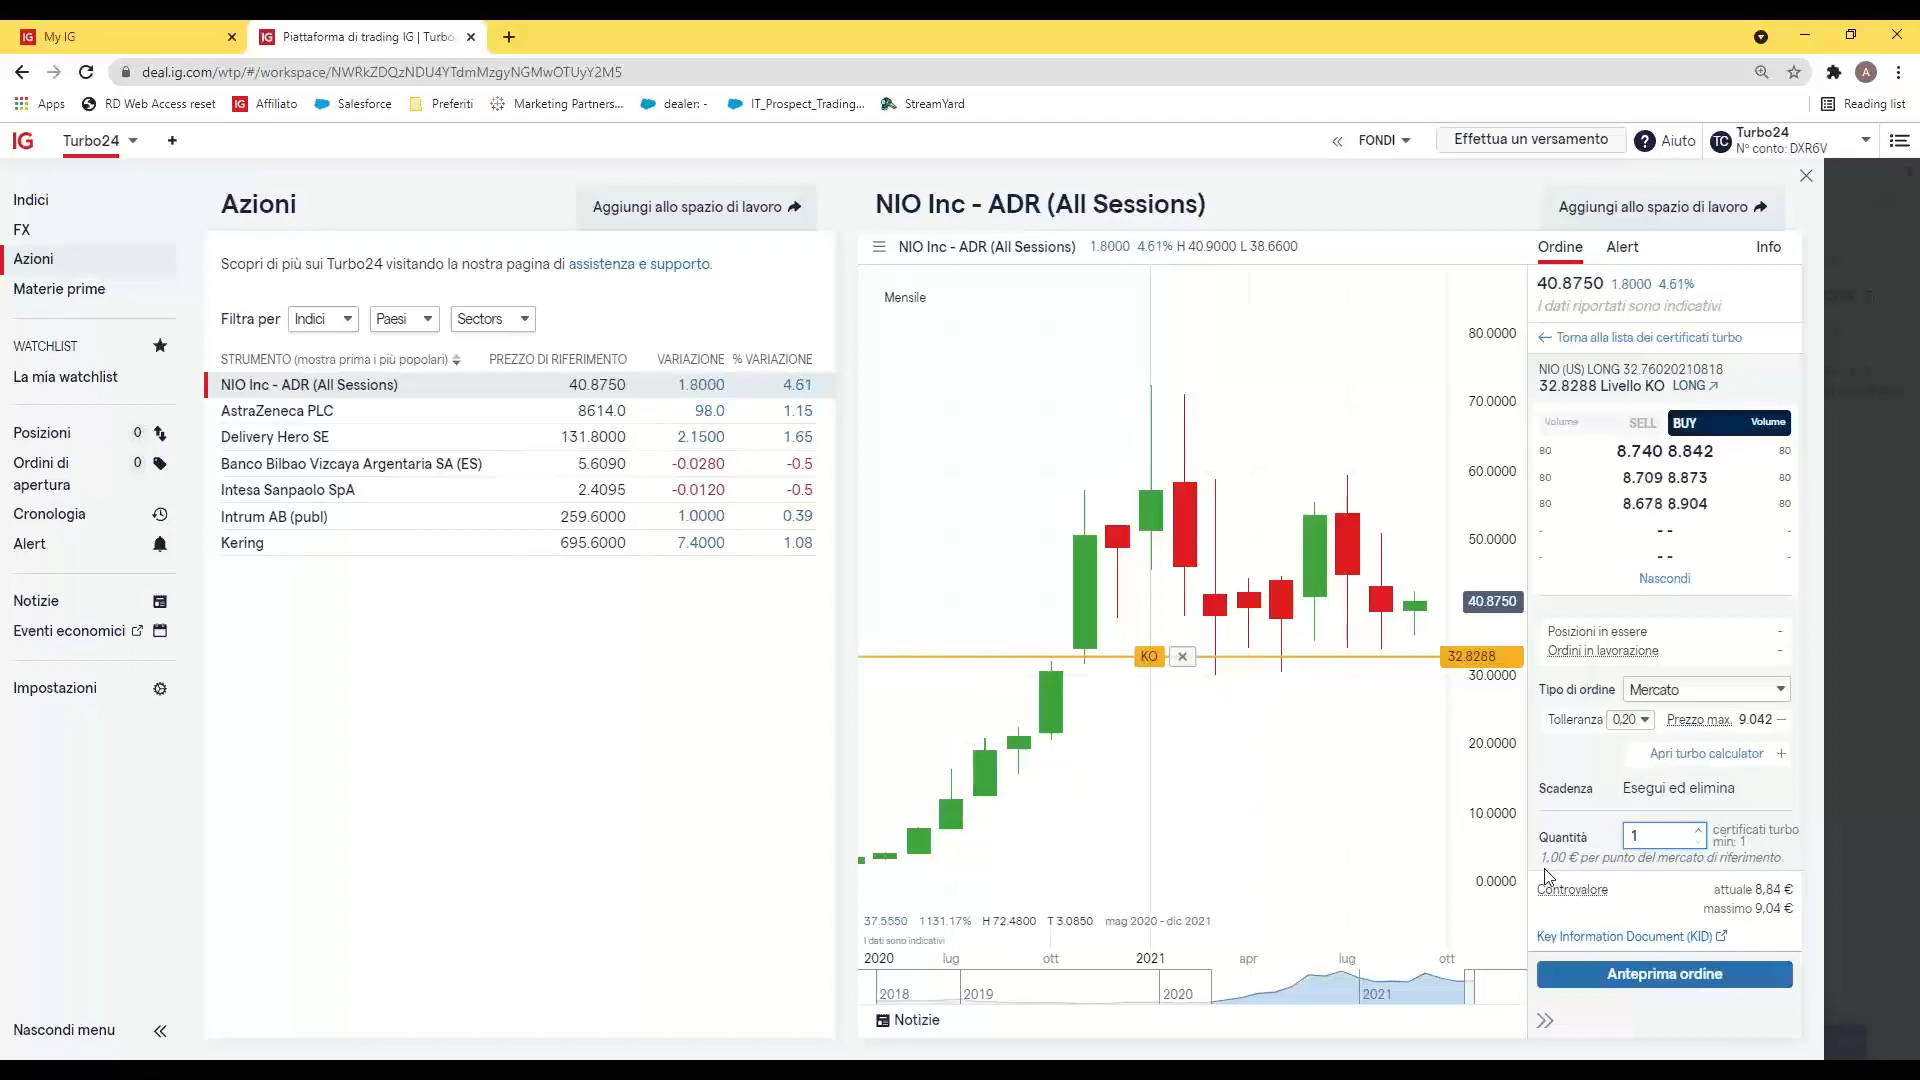 IG My IG
IG Piattaforma di trading IG | Turbo
deal.ig.com/wtp/#/workspace/NWRkZDQzNDU4YTdmMzgyNGMwOTUyY2M5
A
Apps
RD Web Access reset
IG Affiliato
Salesforce
Preferiti
Marketing Partners...
dealer: -
IT_Prospect_Trading...
StreamYard
Reading list
IG
Turbo24
FONDI
Effettua un versamento
? Aiuto
TC
Turbo24
N° conto: DXR6V
Indici
FX
Azioni
Materie prime
WATCHLIST
La mia watchlist
Posizioni 0
Ordini di
apertura 0
Cronologia
Alert
Notizie
Eventi economici
Impostazioni
Nascondi menu
Azioni
Aggiungi allo spazio di lavoro
Scopri di più sui Turbo24 visitando la nostra pagina di assistenza e supporto.
Filtra per Indici Paesi Sectors
STRUMENTO (mostra prima i più popolari) PREZZO DI RIFERIMENTO VARIAZIONE % VARIAZIONE
NIO Inc - ADR (All Sessions) 40.8750 1.8000 4.61
AstraZeneca PLC 8614.0 98.0 1.15
Delivery Hero SE 131.8000 2.1500 1.65
Banco Bilbao Vizcaya Argentaria SA (ES) 5.6090 -0.0280 -0.5
Intesa Sanpaolo SpA 2.4095 -0.0120 -0.5
Intrum AB (publ) 259.6000 1.0000 0.39
Kering 695.6000 7.4000 1.08
NIO Inc - ADR (All Sessions)
Aggiungi allo spazio di lavoro
NIO Inc - ADR (All Sessions) 1.8000 4.61% H 40.9000 L 38.6600
Mensile
80.0000
70.0000
60.0000
50.0000
40.8750
KO
32.8288
30.0000
20.0000
10.0000
0.0000
37.5550 1131.17% H 72.4800 T 3.0850 mag 2020 - dic 2021
I dati sono indicativi
2020 lug ott 2021 apr lug ott
2018 2019 2020 2021
Notizie
Ordine Alert Info
40.8750 1.8000 4.61%
I dati riportati sono indicativi
Torna alla lista dei certificati turbo
NIO (US) LONG 32.76020210818
32.8288 Livello KO LONG
Volume SELL BUY Volume
80 8.740 8.842 80
80 8.709 8.873 80
80 8.678 8.904 80
- - - -
- - - -
Nascondi
Posizioni in essere -
Ordini in lavorazione -
Tipo di ordine Mercato
Tolleranza 0,20 Prezzo max. 9.042
Apri turbo calculator +
Scadenza Esegui ed elimina
Quantità 1 certificati turbo
min: 1
1,00 € per punto del mercato di riferimento
Controvalore attuale 8,84 €
massimo 9,04 €
Key Information Document (KID)
Anteprima ordine